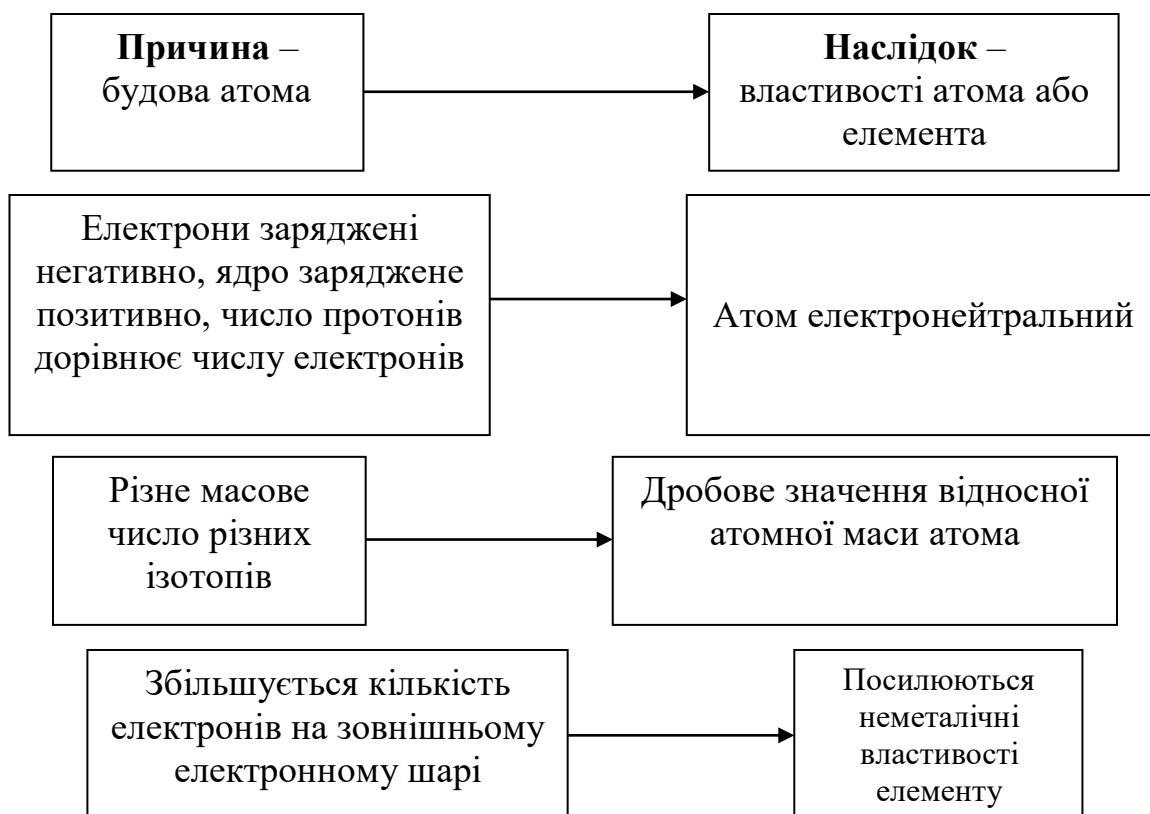 Причина –
будова атома
Наслідок –
властивості атома або
елемента
Електрони заряджені
негативно, ядро заряджене
позитивно, число протонів
дорівнює числу електронів
Атом електронейтральний
Різне масове
число різних
ізотопів
Дробове значення відносної
атомної маси атома
Збільшується кількість
електронів на зовнішньому
електронному шарі
Посилюються
неметалічні
властивості
елементу